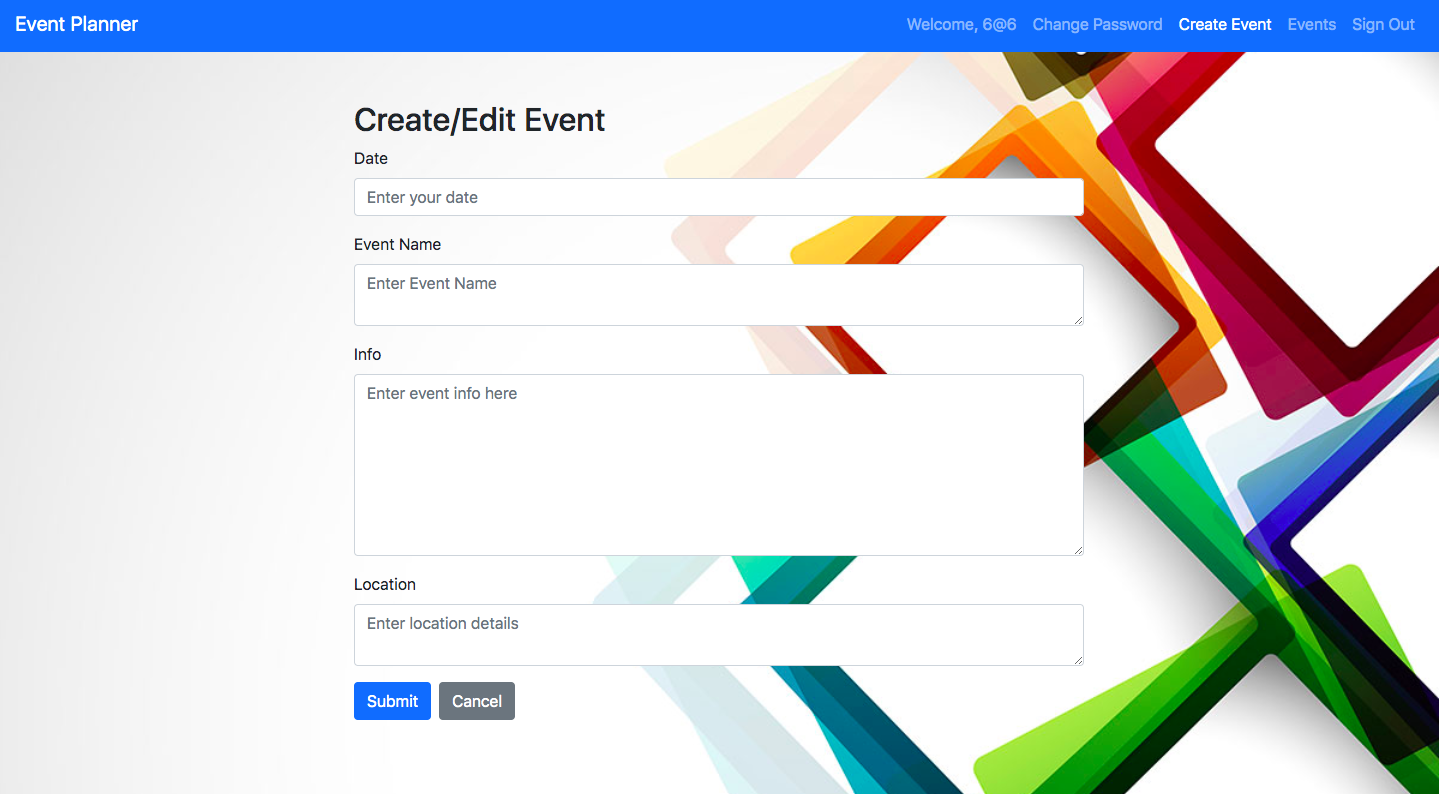 Event Planner
Welcome, 6@6 Change Password Create Event Events Sign Out
Create/Edit Event
Date
Enter your date
Event Name
Enter Event Name
Info
Enter event info here
Location
Enter location details
Submit Cancel